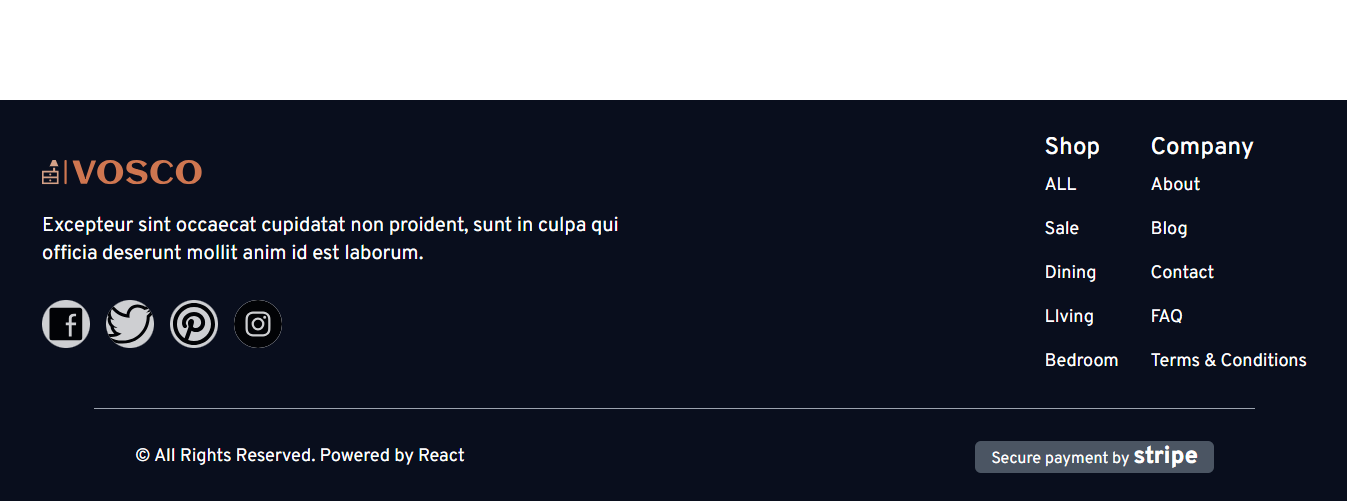 VOSCO
Excepteur sint occaecat cupidatat non proident, sunt in culpa qui
officia deserunt mollit anim id est laborum.
Shop
ALL
Sale
Dining
LIving
Bedroom
Company
About
Blog
Contact
FAQ
Terms & Conditions
© All Rights Reserved. Powered by React
Secure payment by stripe